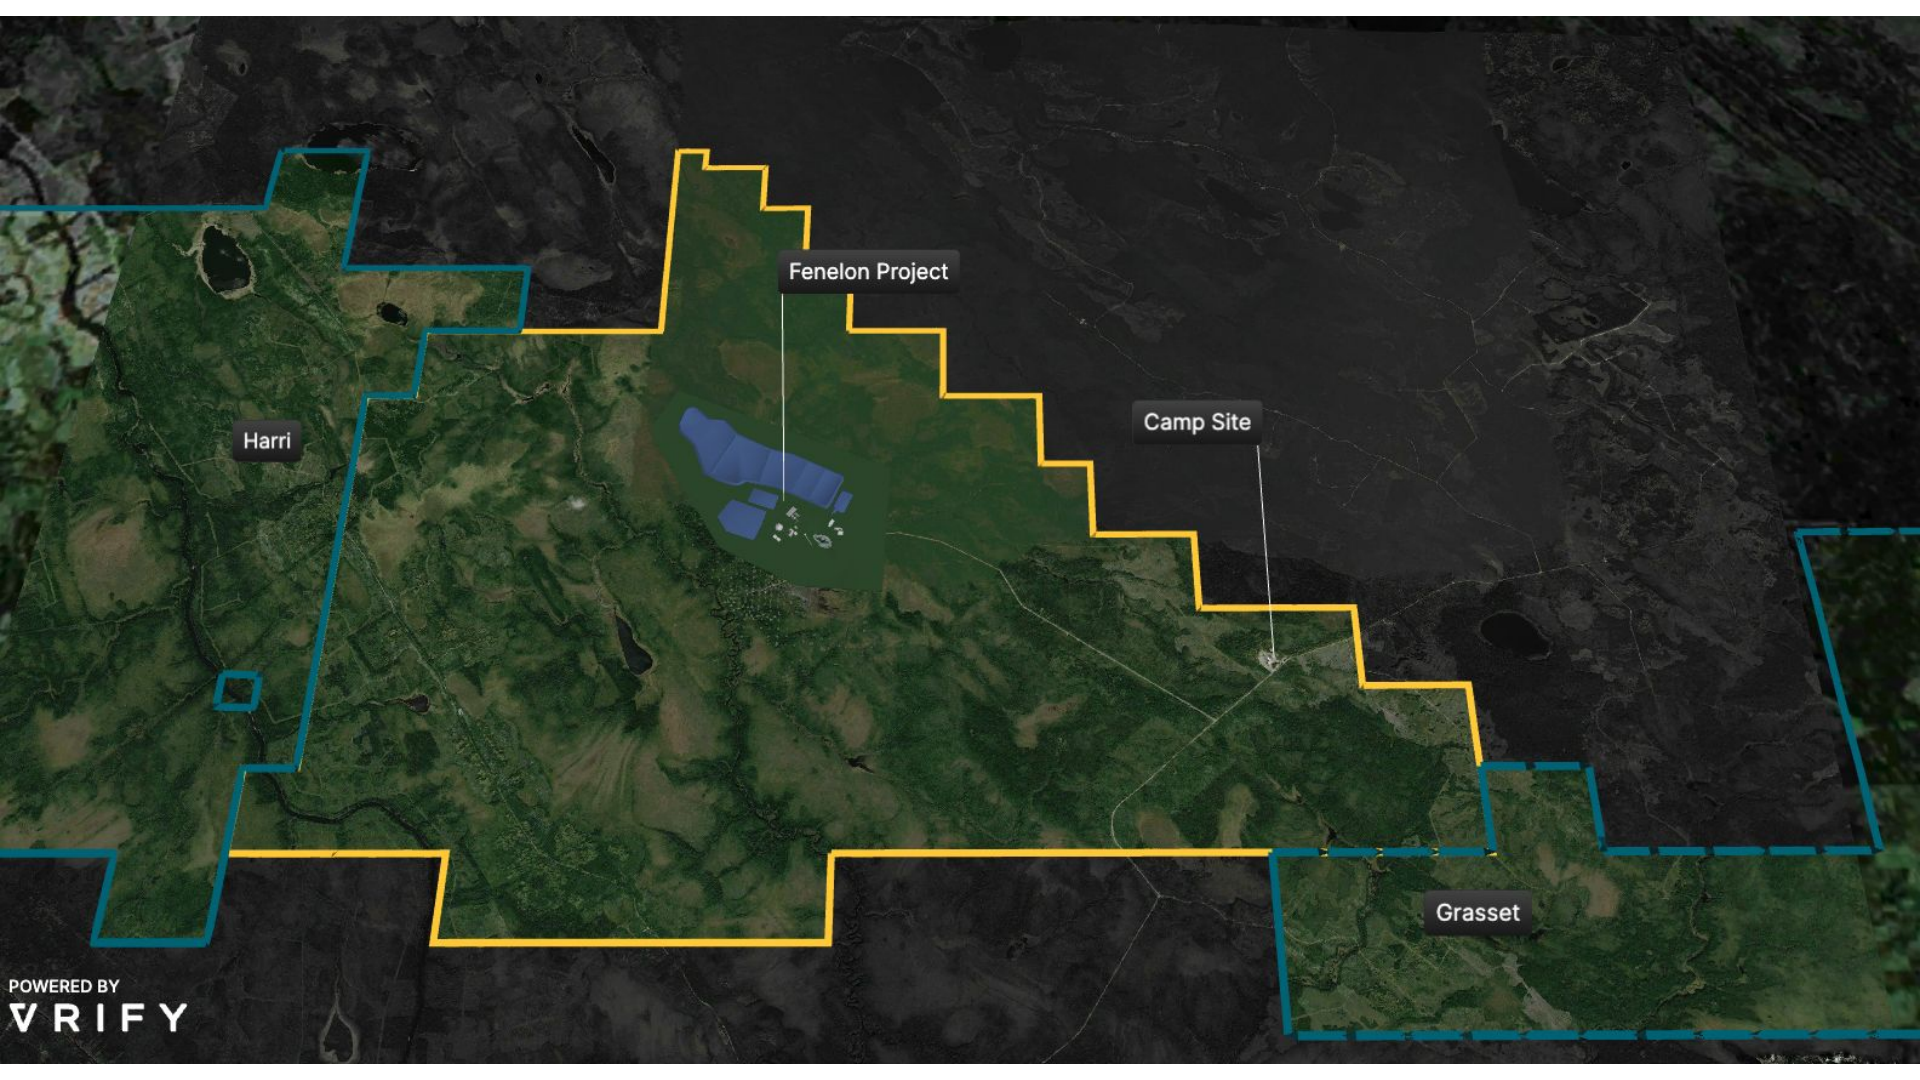 Fenelon Project
Camp Site
Harri
Grasset
POWERED BY
VRIFY